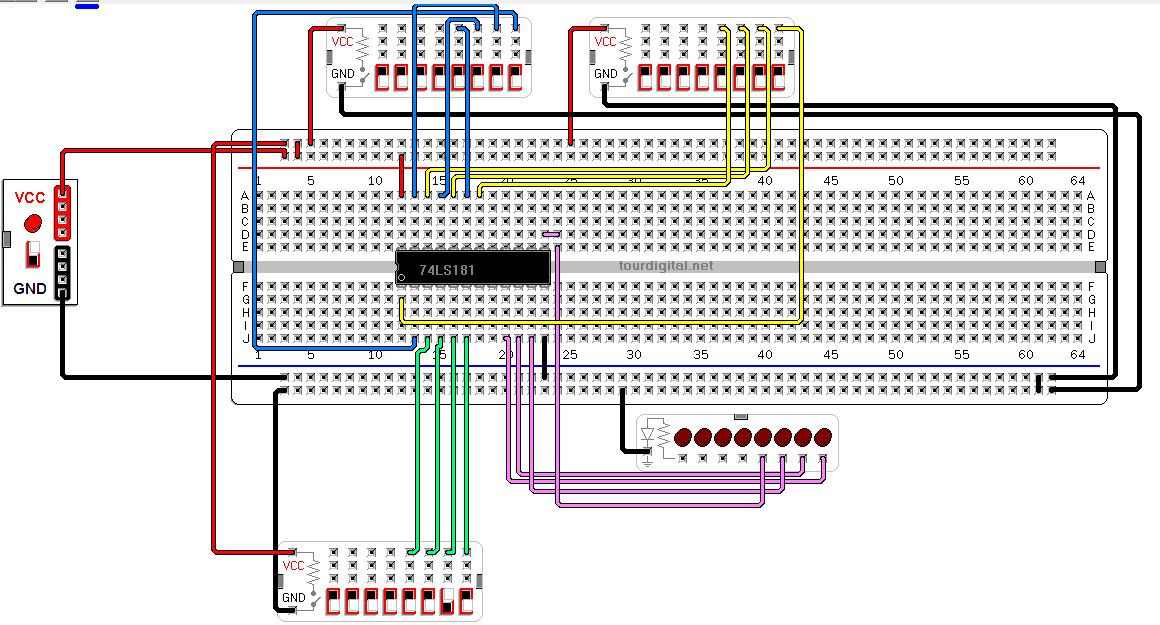 VCC
GND
VCC
GND
1 5 10 15 25 30 35 40 45 50 55 60 64
A A
B B
C C
D D
E E
VCC
GND
74LS181
tourdigital.net
F F
G G
H H
I I
J J
1 5 10 15 20 25 30 35 40 45 50 55 60 64
VCC
GND